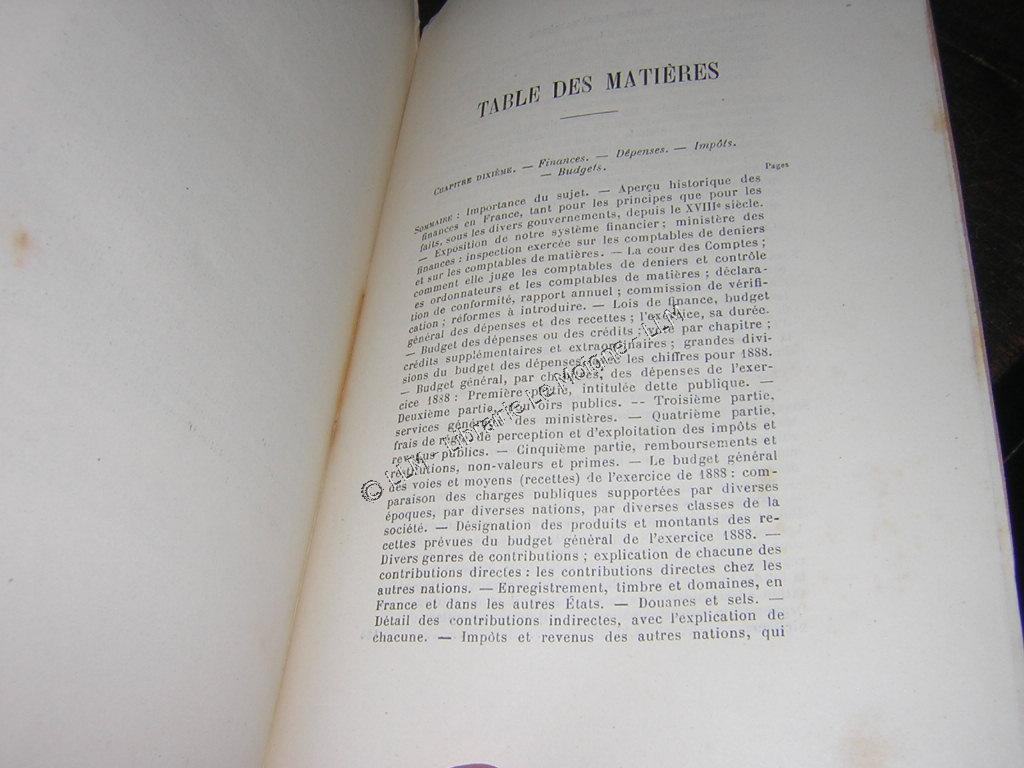 TABLE DES MATIÈRES
CHAPITRE DIXIÈME. — Finances. — Dépenses. — Impôts.
— Budgets.
Pages
SOMMAIRE : Importance du sujet. — Aperçu historique des
finances en France, tant pour les principes que pour les
faits, sous les divers gouvernements, depuis le XVIIIe siècle.
— Exposition de notre système financier ; ministère des
finances : inspection exercée sur les comptables de deniers
et sur les comptables de matières. — La cour des Comptes ;
comment elle juge les comptables de deniers et contrôle
es ordonnateurs et les comptables de matières ; déclara-
tion de conformité, rapport annuel ; commission de vérifi-
cation ; réformes à introduire. — Lois de finance, budget
général des dépenses et des recettes ; l'exercice, sa durée.
— Budget des dépenses ou des crédits ; par chapitre ;
crédits supplémentaires et extraordinaires ; grandes divi-
sions du budget des dépenses, avec les chiffres pour 1888.
— Budget général, par chapitres, des dépenses de l'exer-
cice 1888 : Première partie, intitulée dette publique. —
Deuxième partie, pouvoirs publics. -- Troisième partie,
services généraux des ministères. — Quatrième partie,
frais de régie, de perception et d'exploitation des impôts et
revenus publics. — Cinquième partie, remboursements et
restitutions, non-valeurs et primes. — Le budget général
des voies et moyens (recettes) de l'exercice de 1888 : com-
paraison des charges publiques supportées par diverses
époques, par diverses nations, par diverses classes de la
société. — Désignation des produits et montants des re-
cettes prévues du budget général de l'exercice 1888. —
Divers genres de contributions ; explication de chacune des
contributions directes : les contributions directes chez les
autres nations. — Enregistrement, timbre et domaines, en
France et dans les autres États. — Douanes et sels. —
Détail des contributions indirectes, avec l'explication de
chacune. — Impôts et revenus des autres nations, qui
© LLM - Librairie Le Moigne - LLM